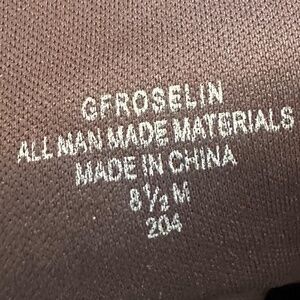 GFROSELIN
ALL MAN MADE MATERIALS
MADE IN CHINA
8½ M
204